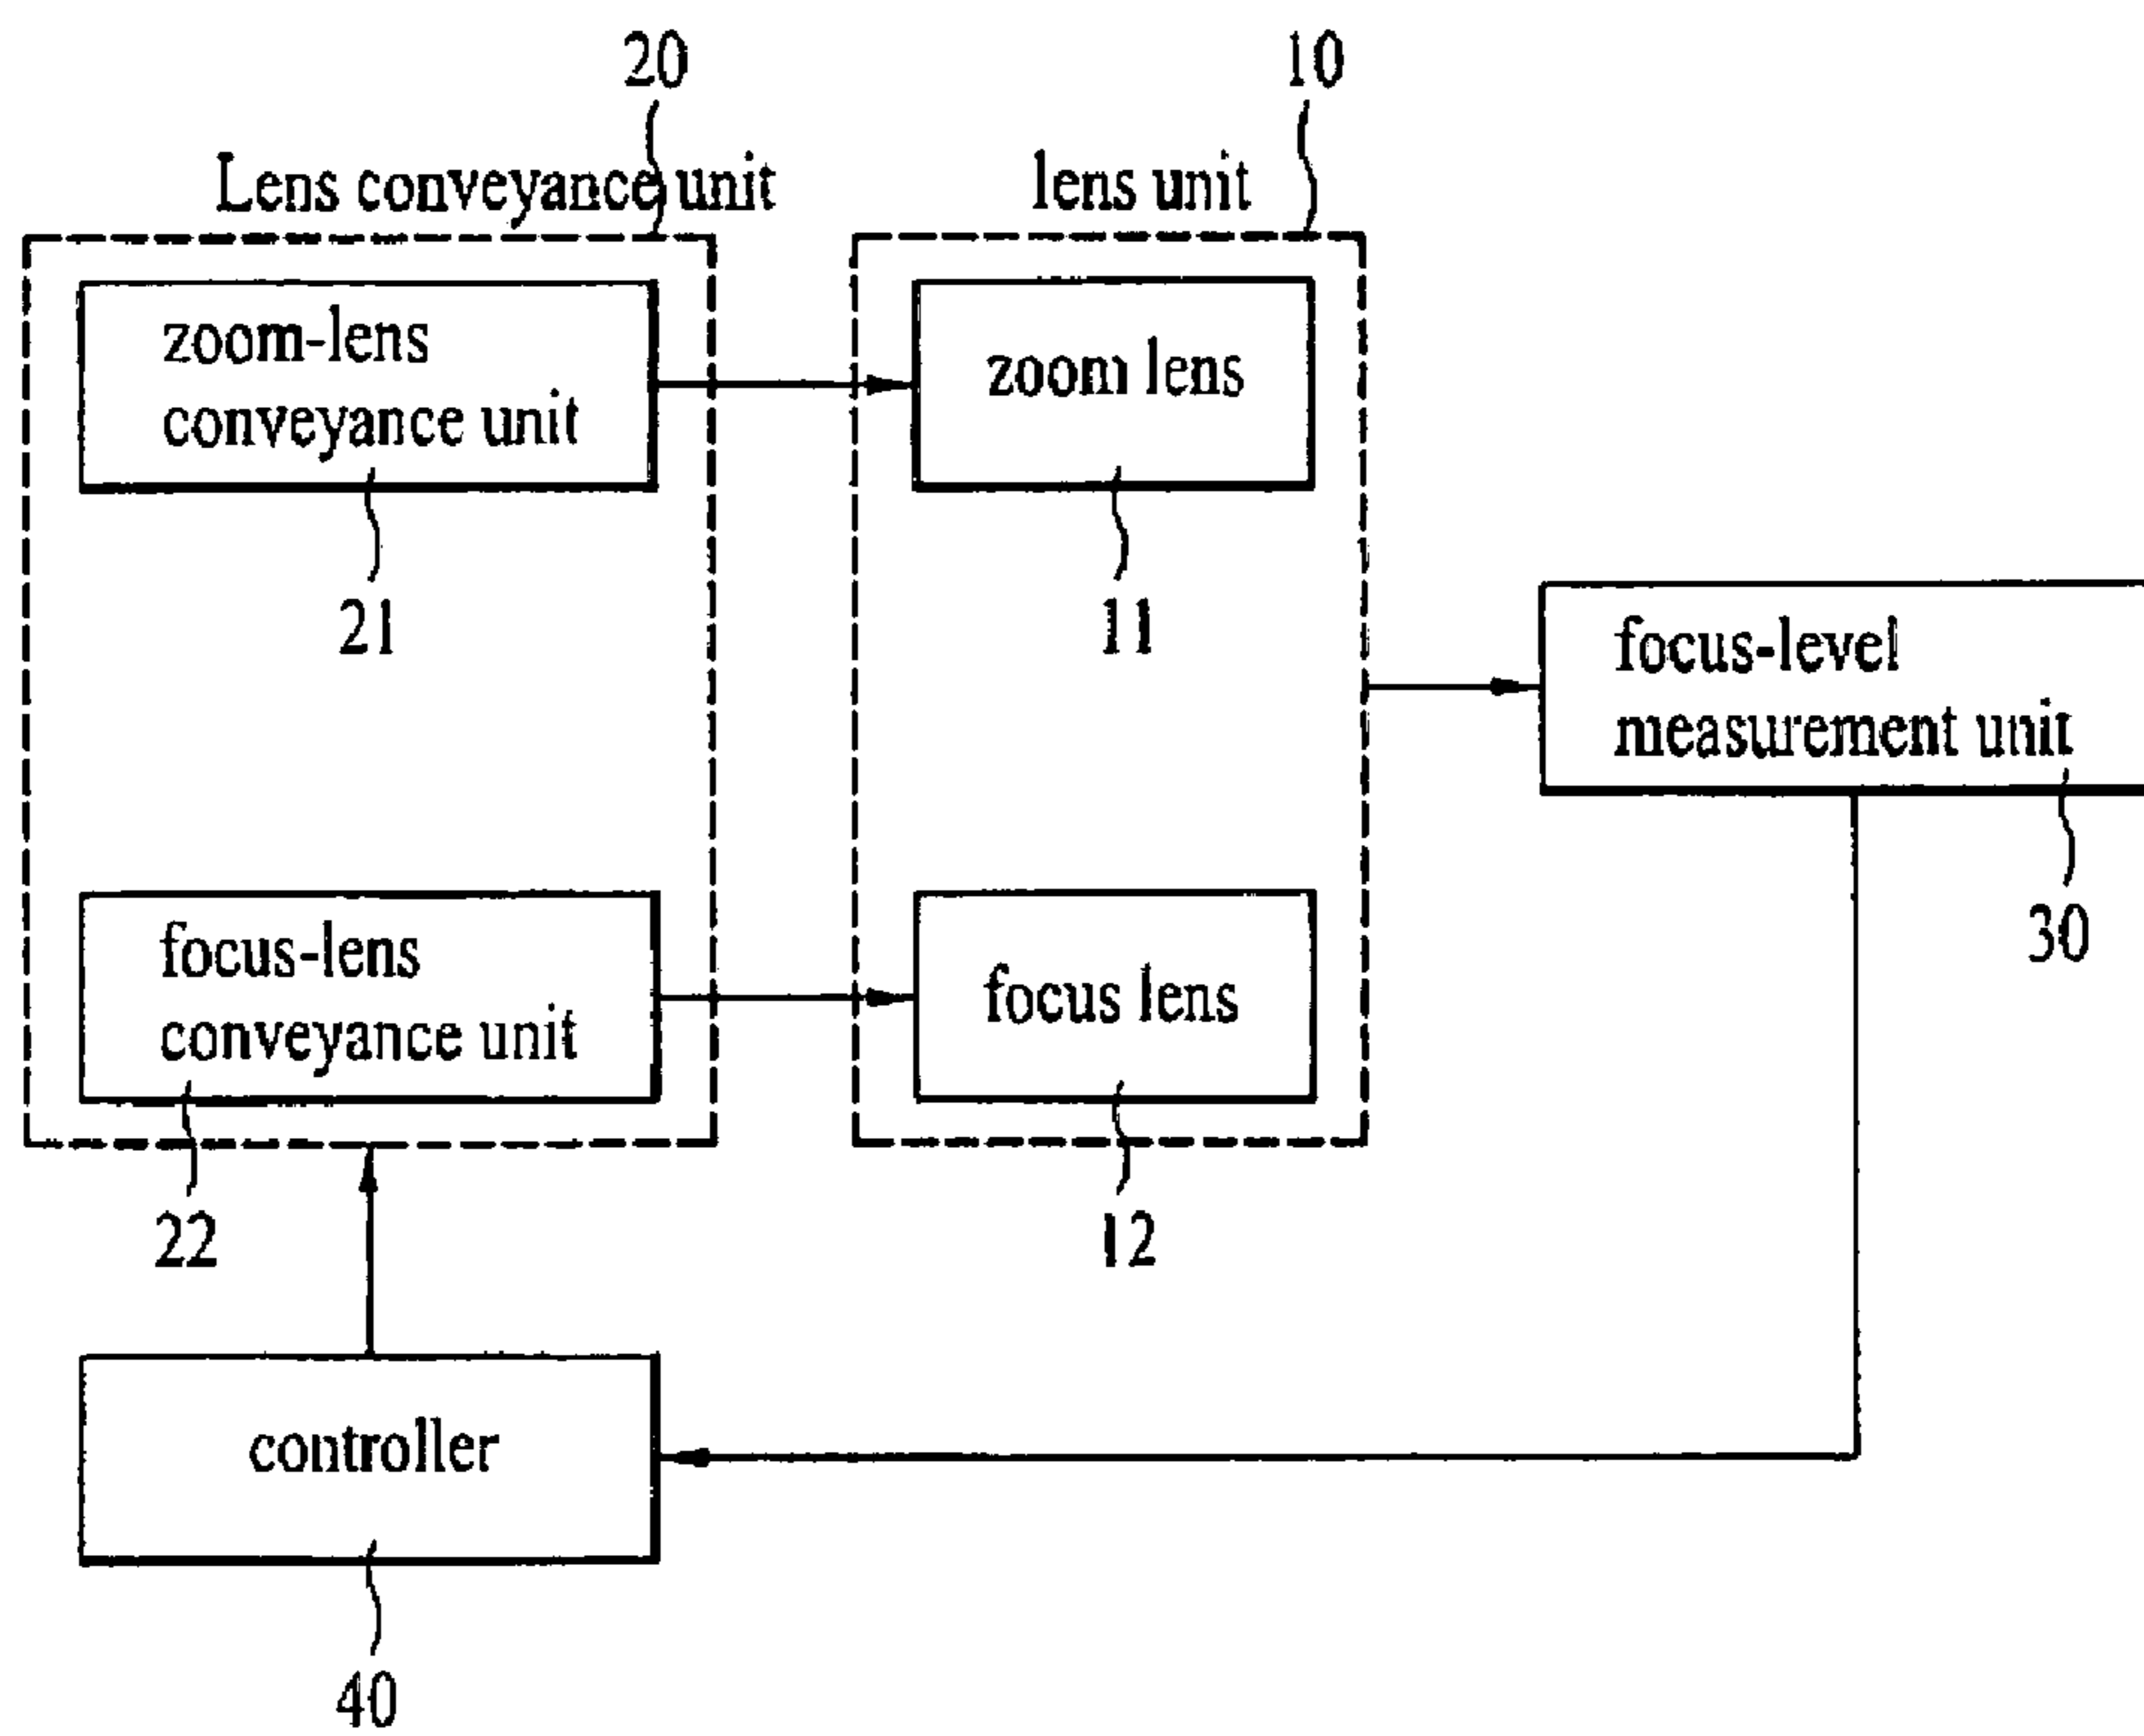 20
10
Lens conveyance unit
lens unit
zoom-lens
conveyance unit
zoom lens
21
11
focus-level
measurement unit
30
focus-lens
conveyance unit
focus lens
22
12
controller
40